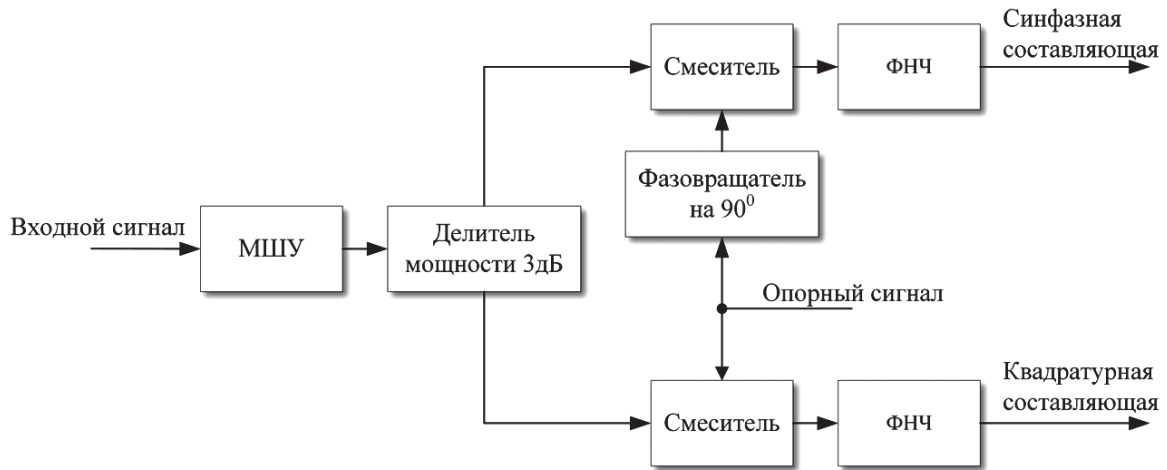 Синфазная
составляющая
Смеситель
ФНЧ
Фазовращатель
на 90⁰
Входной сигнал
МШУ
Делитель
мощности 3дБ
Опорный сигнал
Квадратурная
составляющая
Смеситель
ФНЧ